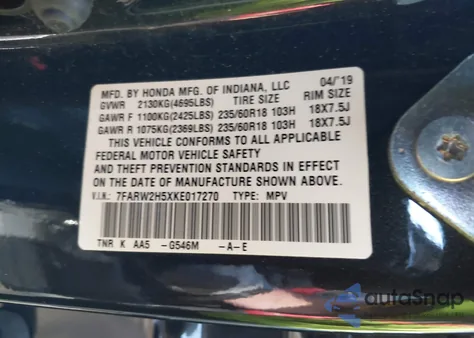 MFD. BY HONDA MFG. OF INDIANA, LLC 04/'19
GVWR 2130KG(4695LBS) TIRE SIZE RIM SIZE
GAWR F 1100KG(2425LBS) 235/60R18 103H 18X7.5J
GAWR R 1075KG(2369LBS) 235/60R18 103H 18X7.5J
THIS VEHICLE CONFORMS TO ALL APPLICABLE
FEDERAL MOTOR VEHICLE SAFETY
AND THEFT PREVENTION STANDARDS IN EFFECT
ON THE DATE OF MANUFACTURE SHOWN ABOVE.
V.I.N.: 7FARW2H5XKE017270 TYPE: MPV
TNR K AA5 -G546M -A-E
autoSnap